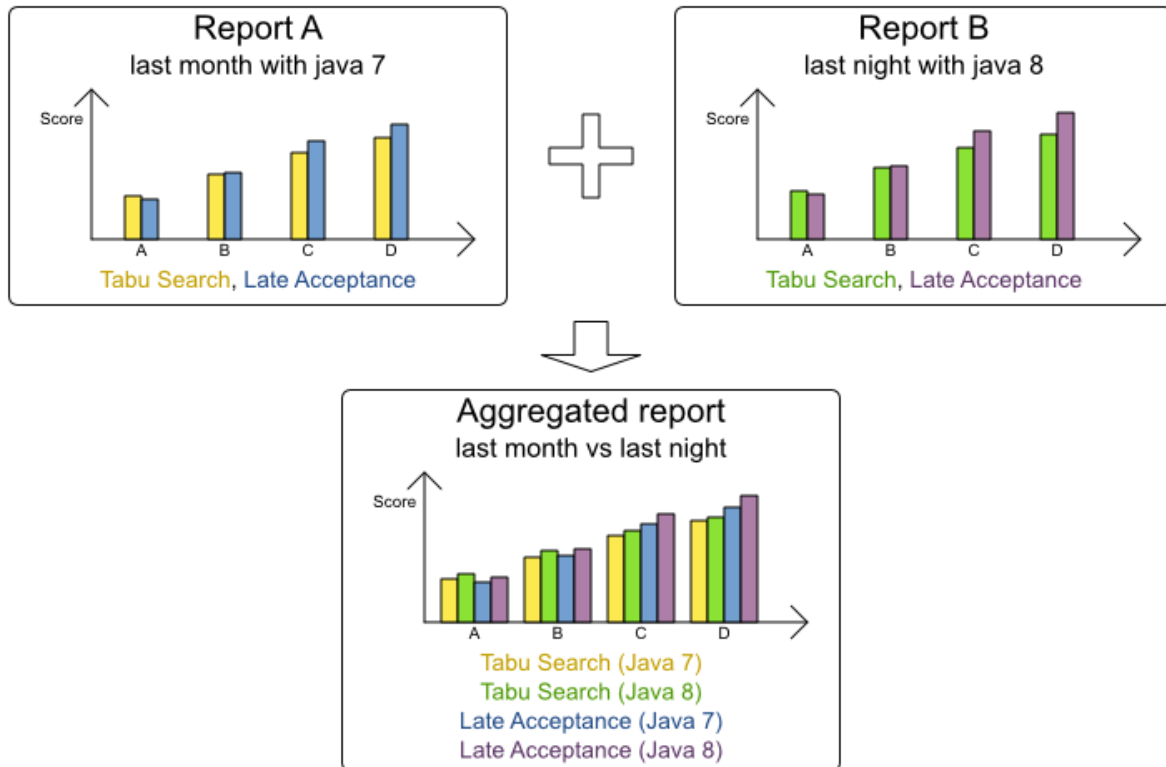 Report A
last month with java 7
Score
A B C D
Tabu Search, Late Acceptance
Report B
last night with java 8
Score
A B C D
Tabu Search, Late Acceptance
Aggregated report
last month vs last night
Score
A B C D
Tabu Search (Java 7)
Tabu Search (Java 8)
Late Acceptance (Java 7)
Late Acceptance (Java 8)